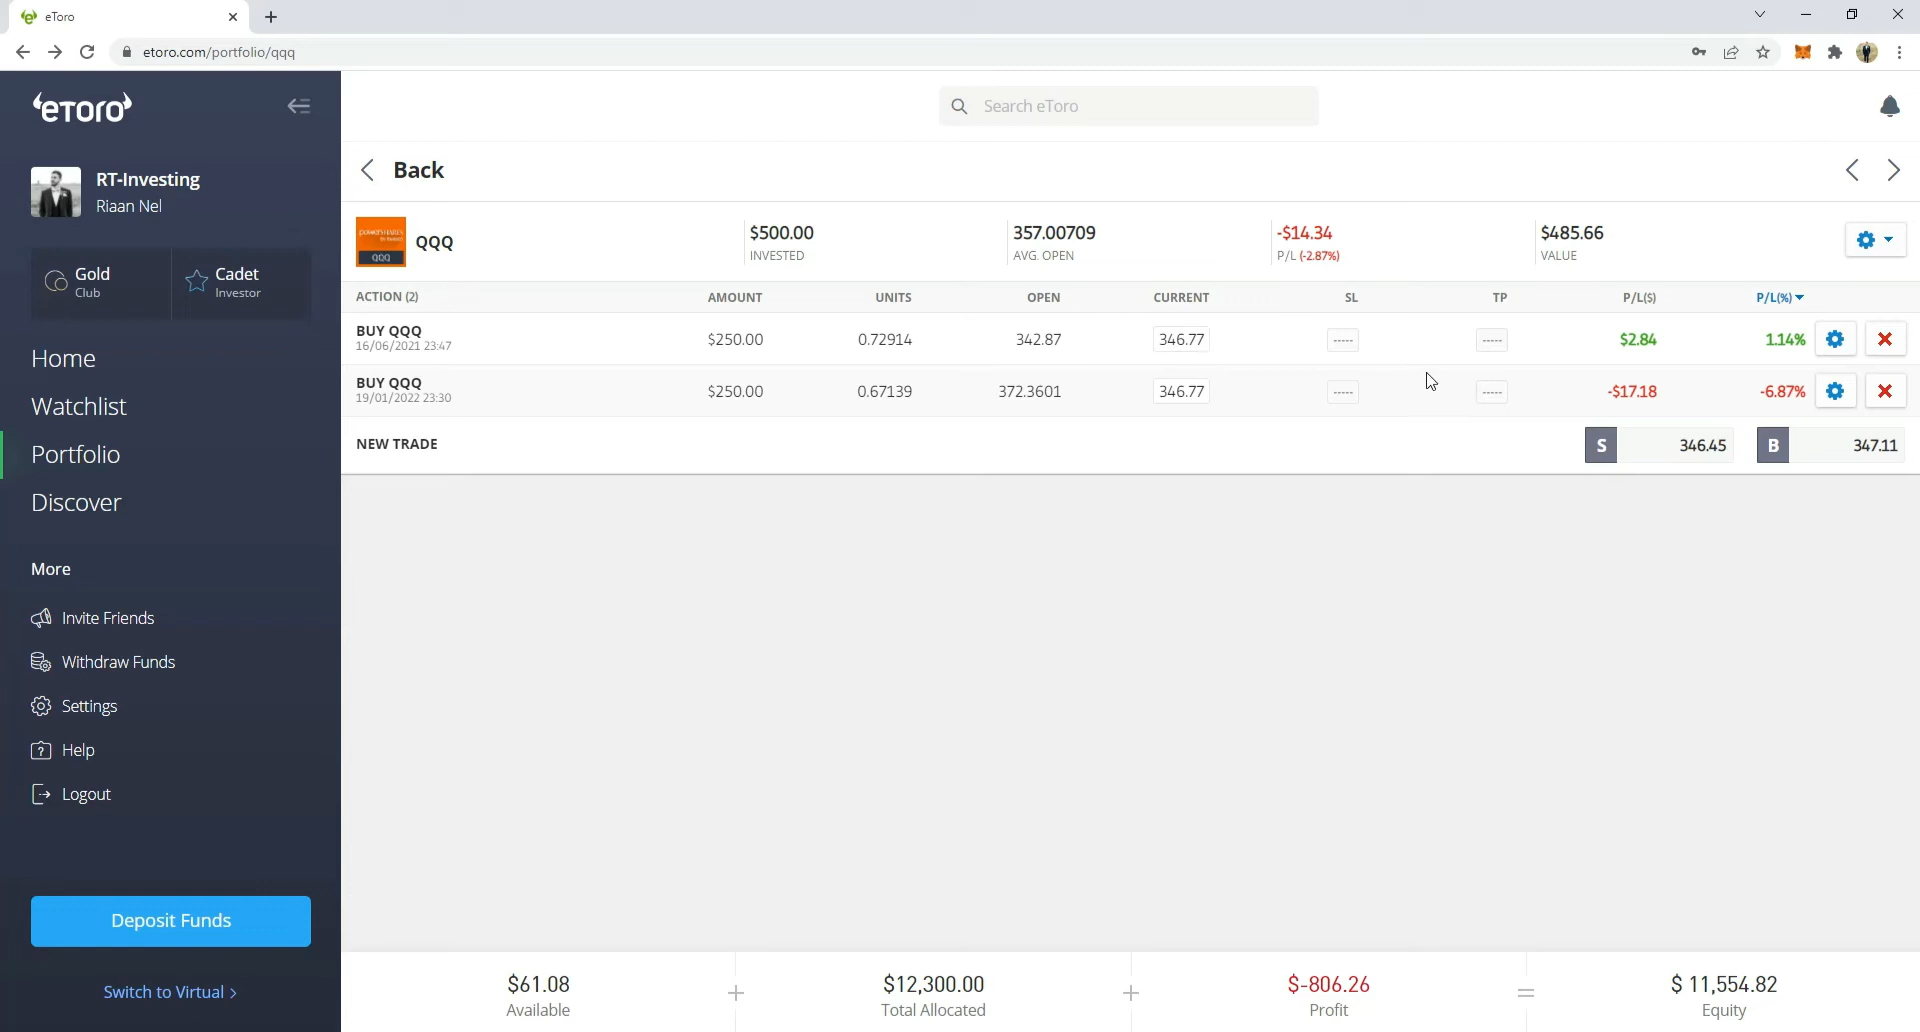 eToro
etoro.com/portfolio/qqq
eToro
RT-Investing
Riaan Nel
Gold
Club
Cadet
Investor
Home
Watchlist
Portfolio
Discover
More
Invite Friends
Withdraw Funds
Settings
Help
Logout
Deposit Funds
Switch to Virtual >
Search eToro
Back
QQQ
QQQ
$500.00
INVESTED
357.00709
AVG. OPEN
-$14.34
P/L (-2.87%)
$485.66
VALUE
ACTION (2) AMOUNT UNITS OPEN CURRENT SL TP P/L($) P/L(%)
BUY QQQ
16/06/2021 23:47
$250.00 0.72914 342.87 346.77 ----- ----- $2.84 1.14%
BUY QQQ
19/01/2022 23:30
$250.00 0.67139 372.3601 346.77 ----- ----- -$17.18 -6.87%
NEW TRADE S 346.45 B 347.11
$61.08 + $12,300.00 + $-806.26 = $ 11,554.82
Available Total Allocated Profit Equity